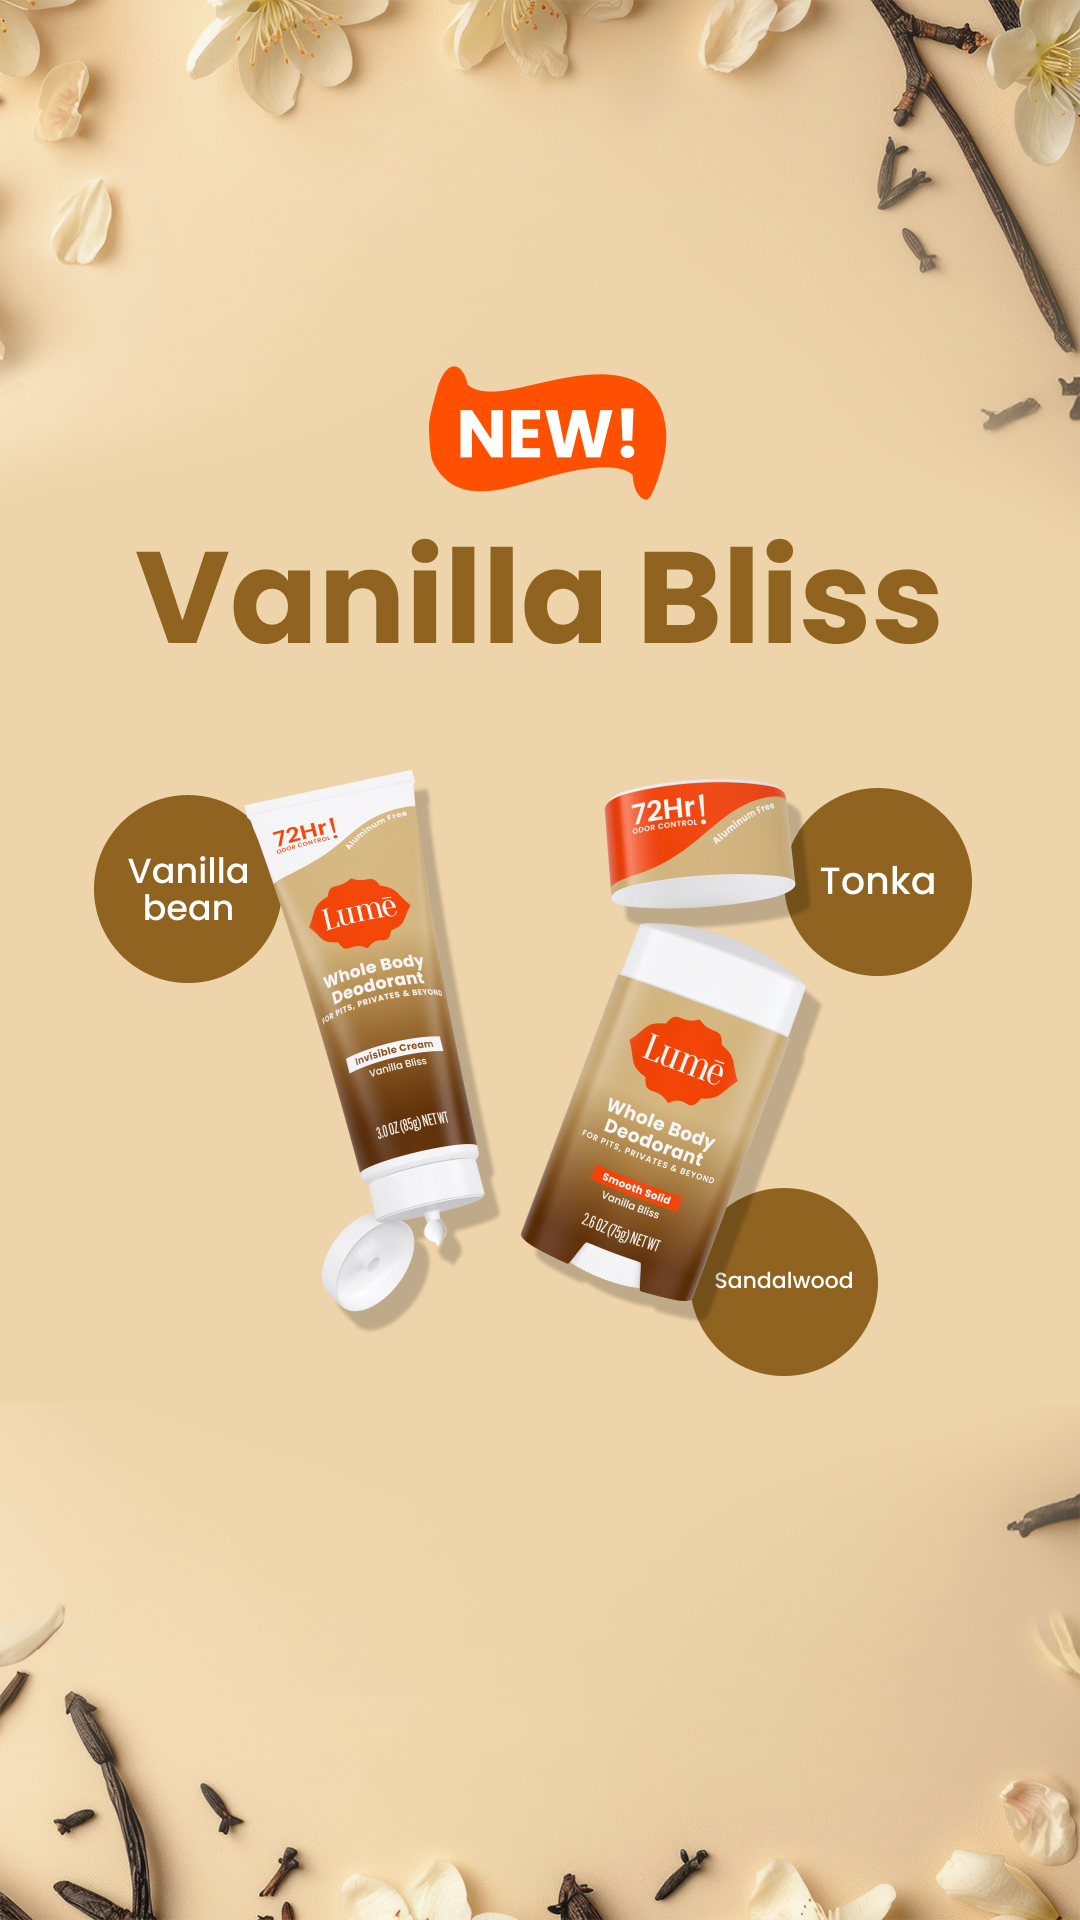 NEW!
Vanilla Bliss
Vanilla
bean
72Hr!
ODOR CONTROL
Aluminum Free
Lumē
Whole Body
Deodorant
FOR PITS, PRIVATES & BEYOND
Invisible Cream
Vanilla Bliss
3.0 OZ (85g) NET WT
72Hr!
ODOR CONTROL
Aluminum Free
Tonka
Lumē
Whole Body
Deodorant
FOR PITS, PRIVATES & BEYOND
Smooth Solid
Vanilla Bliss
2.6 OZ (75g) NET WT
Sandalwood